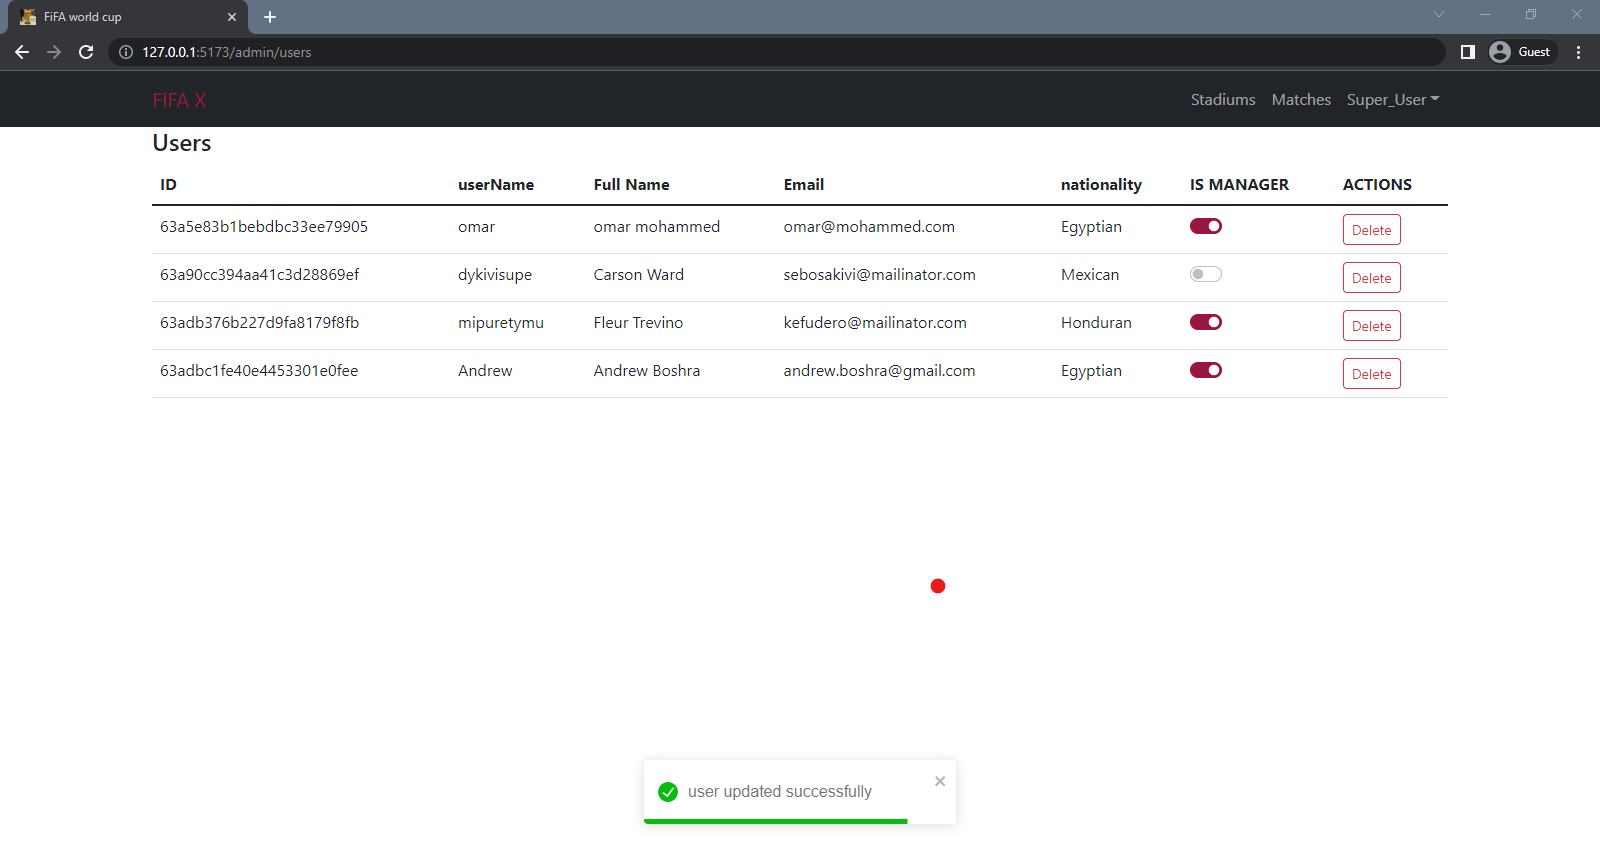 FiFA world cup
127.0.0.1:5173/admin/users
Guest
FIFA X
Stadiums Matches Super_User
Users
ID userName Full Name Email nationality IS MANAGER ACTIONS
63a5e83b1bebdbc33ee79905 omar omar mohammed omar@mohammed.com Egyptian Delete
63a90cc394aa41c3d28869ef dykivisupe Carson Ward sebosakivi@mailinator.com Mexican Delete
63adb376b227d9fa8179f8fb mipuretymu Fleur Trevino kefudero@mailinator.com Honduran Delete
63adbc1fe40e4453301e0fee Andrew Andrew Boshra andrew.boshra@gmail.com Egyptian Delete
user updated successfully